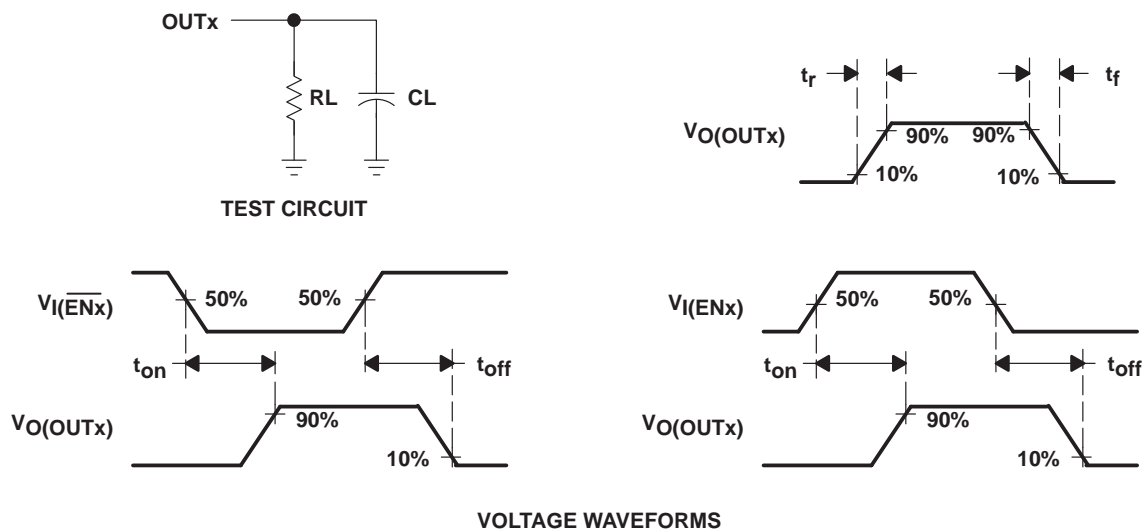 OUTx
RL
CL
TEST CIRCUIT
tr
tf
VO(OUTx)
90%
90%
10%
10%
VI(E̅N̅x̅)
50%
50%
ton
toff
VO(OUTx)
90%
10%
VI(ENx)
50%
50%
ton
toff
VO(OUTx)
90%
10%
VOLTAGE WAVEFORMS